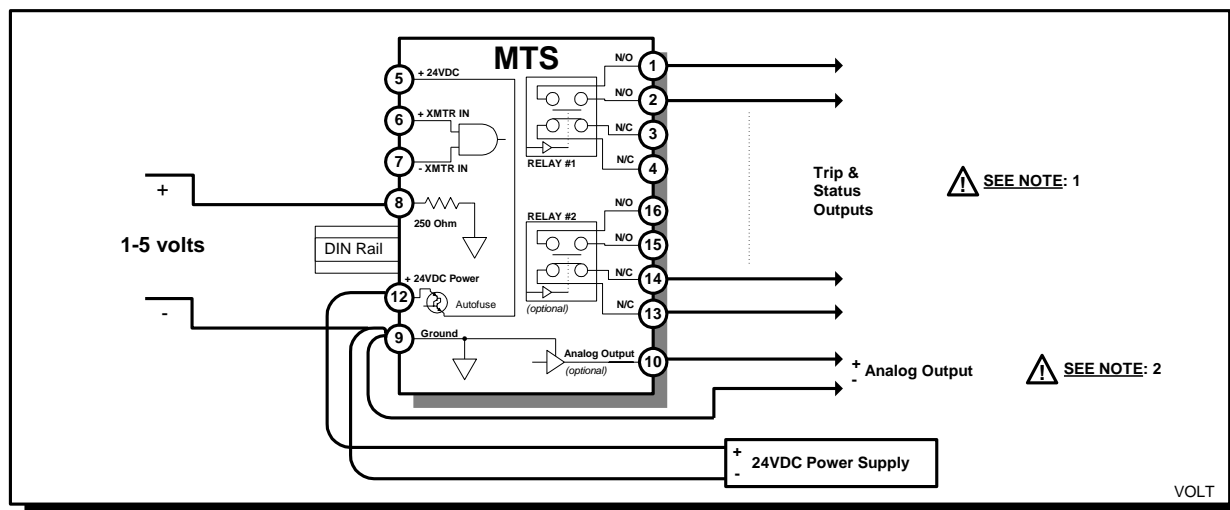 MTS
N/O
1
5
+ 24VDC
N/O
2
6
+ XMTR IN
N/C
3
7
- XMTR IN
RELAY #1
N/C
4
Trip &
Status
Outputs
SEE NOTE: 1
+
8
250 Ohm
N/O
16
RELAY #2
1-5 volts
DIN Rail
N/O
15
+ 24VDC Power
N/C
14
12
Autofuse
(optional)
N/C
13
-
9
Ground
Analog Output
(optional)
10
+
-
Analog Output
SEE NOTE: 2
+
-
24VDC Power Supply
VOLT